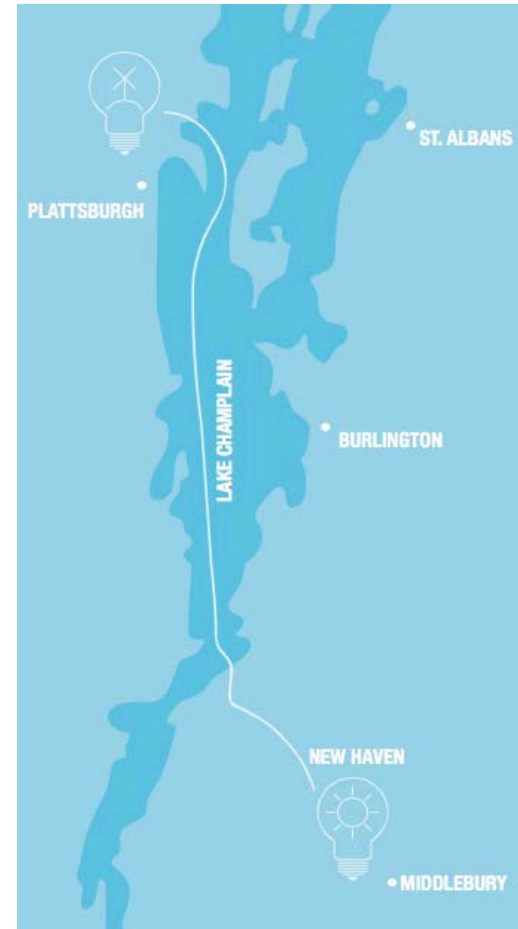 ST. ALBANS
PLATTSBURGH
LAKE CHAMPLAIN
BURLINGTON
NEW HAVEN
MIDDLEBURY